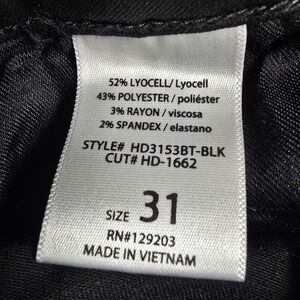 52% LYOCELL/ Lyocell
43% POLYESTER / poliéster
3% RAYON / viscosa
2% SPANDEX / elastano
STYLE# HD3153BT-BLK
CUT# HD-1662
SIZE 31
RN#129203
MADE IN VIETNAM